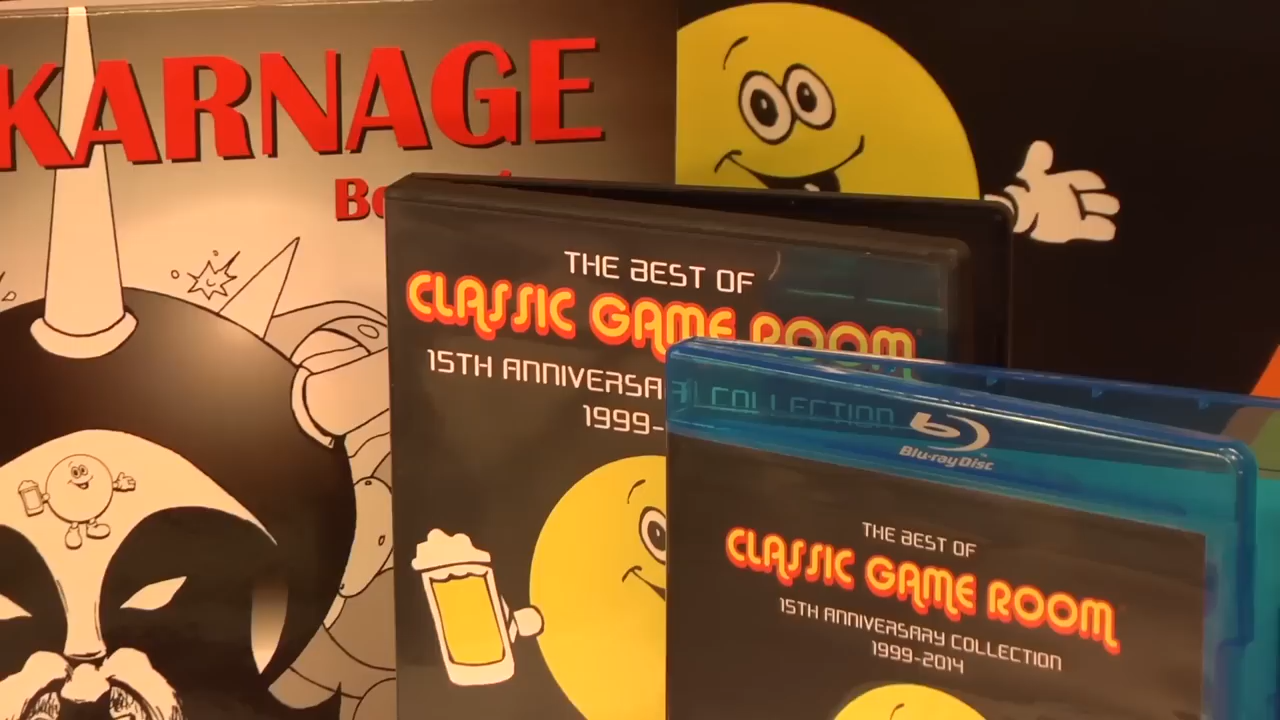 KARNAGE
THE BEST OF
CLASSIC GAME ROOM
15TH
1999-
COLLECTION
Blu-ray Disc
THE BEST OF
CLASSIC GAME ROOM
15TH ANNIVERSARY COLLECTION
1999-2014